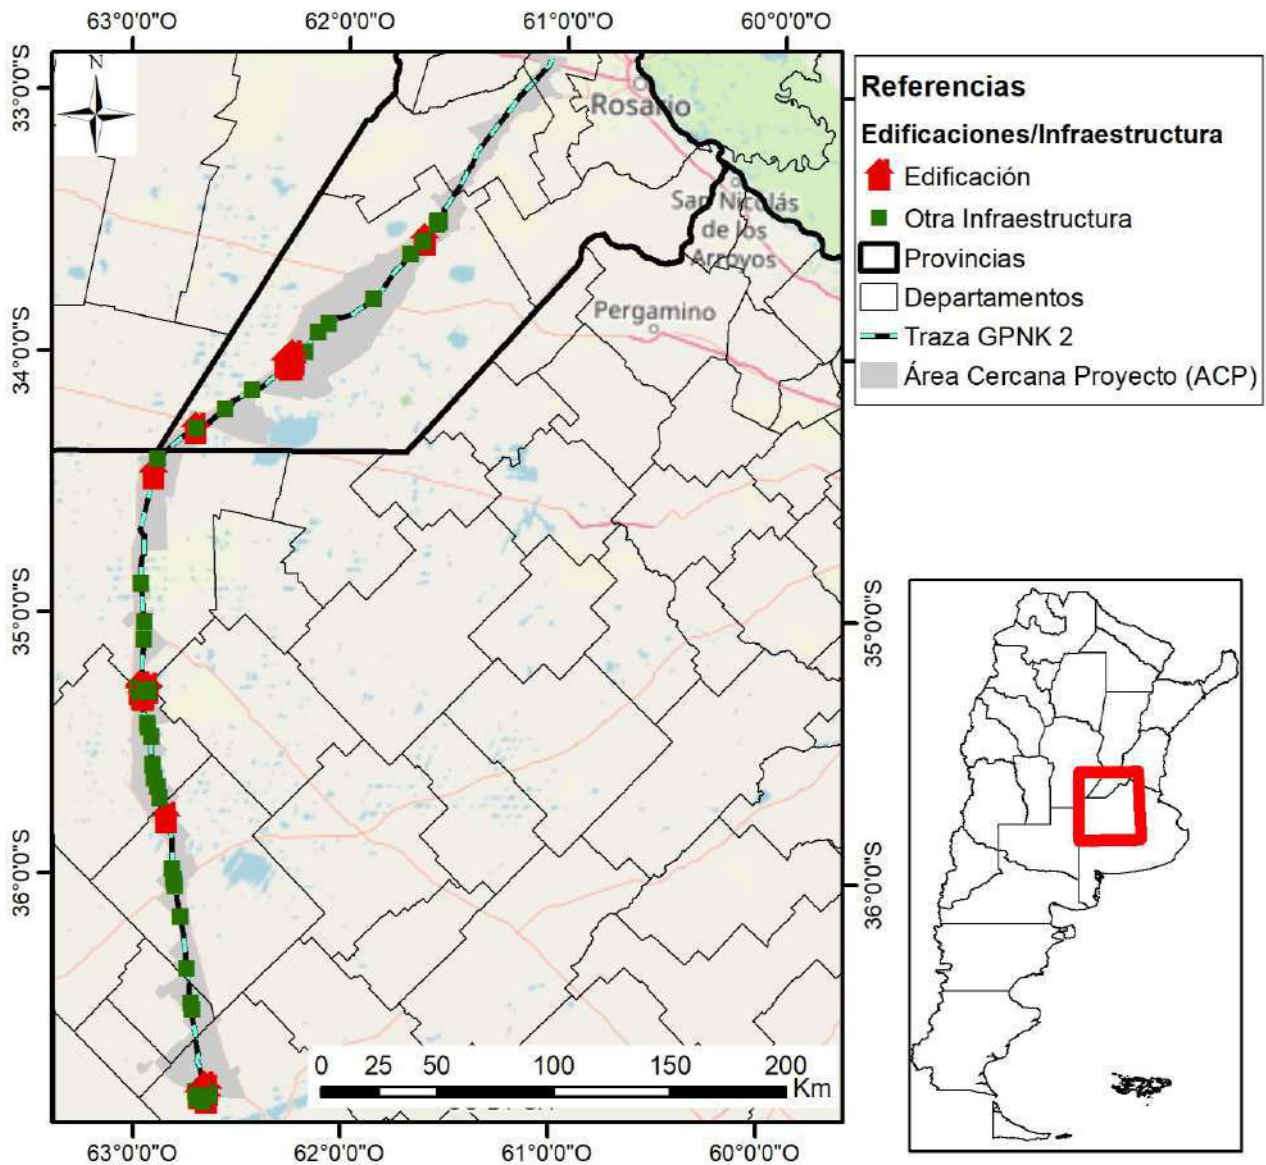 63°0'0"O 62°0'0"O 61°0'0"O 60°0'0"O
N
33°0'0"S
34°0'0"S
35°0'0"S
36°0'0"S
Rosario
San Nicolás
de los
Arroyos
Pergamino
0 25 50 100 150 200
Km
63°0'0"O 62°0'0"O 61°0'0"O 60°0'0"O
Referencias
Edificaciones/Infraestructura
Edificación
Otra Infraestructura
Provincias
Departamentos
Traza GPNK 2
Área Cercana Proyecto (ACP)
35°0'0"S
36°0'0"S